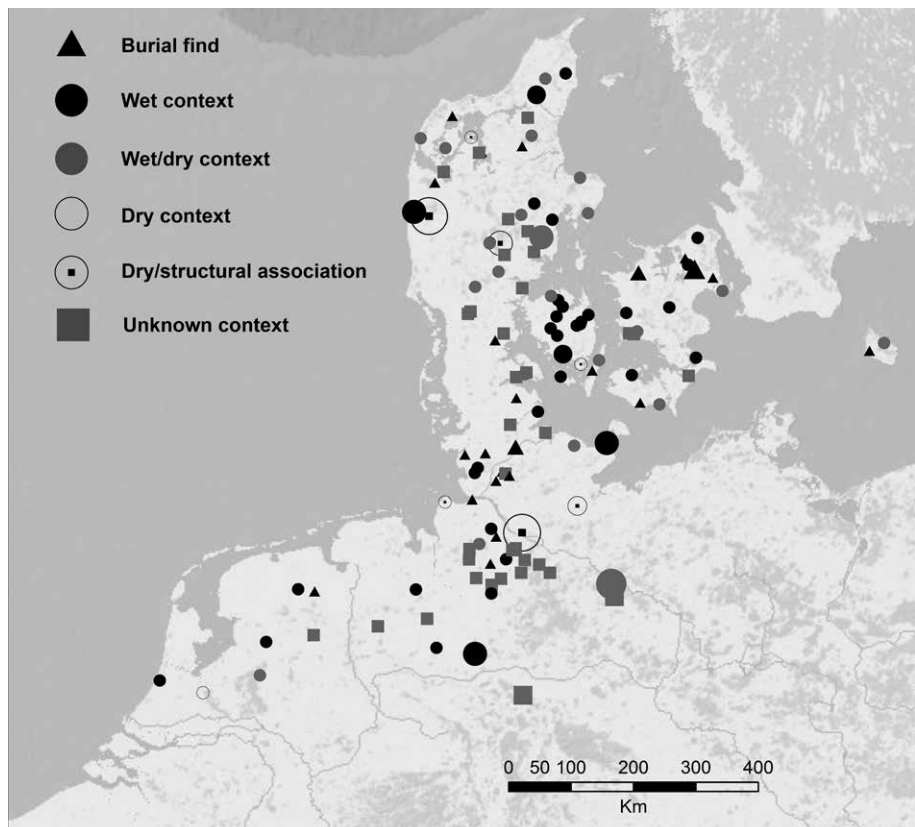 Burial find
Wet context
Wet/dry context
Dry context
Dry/structural association
Unknown context
0 50 100 200 300 400
Km